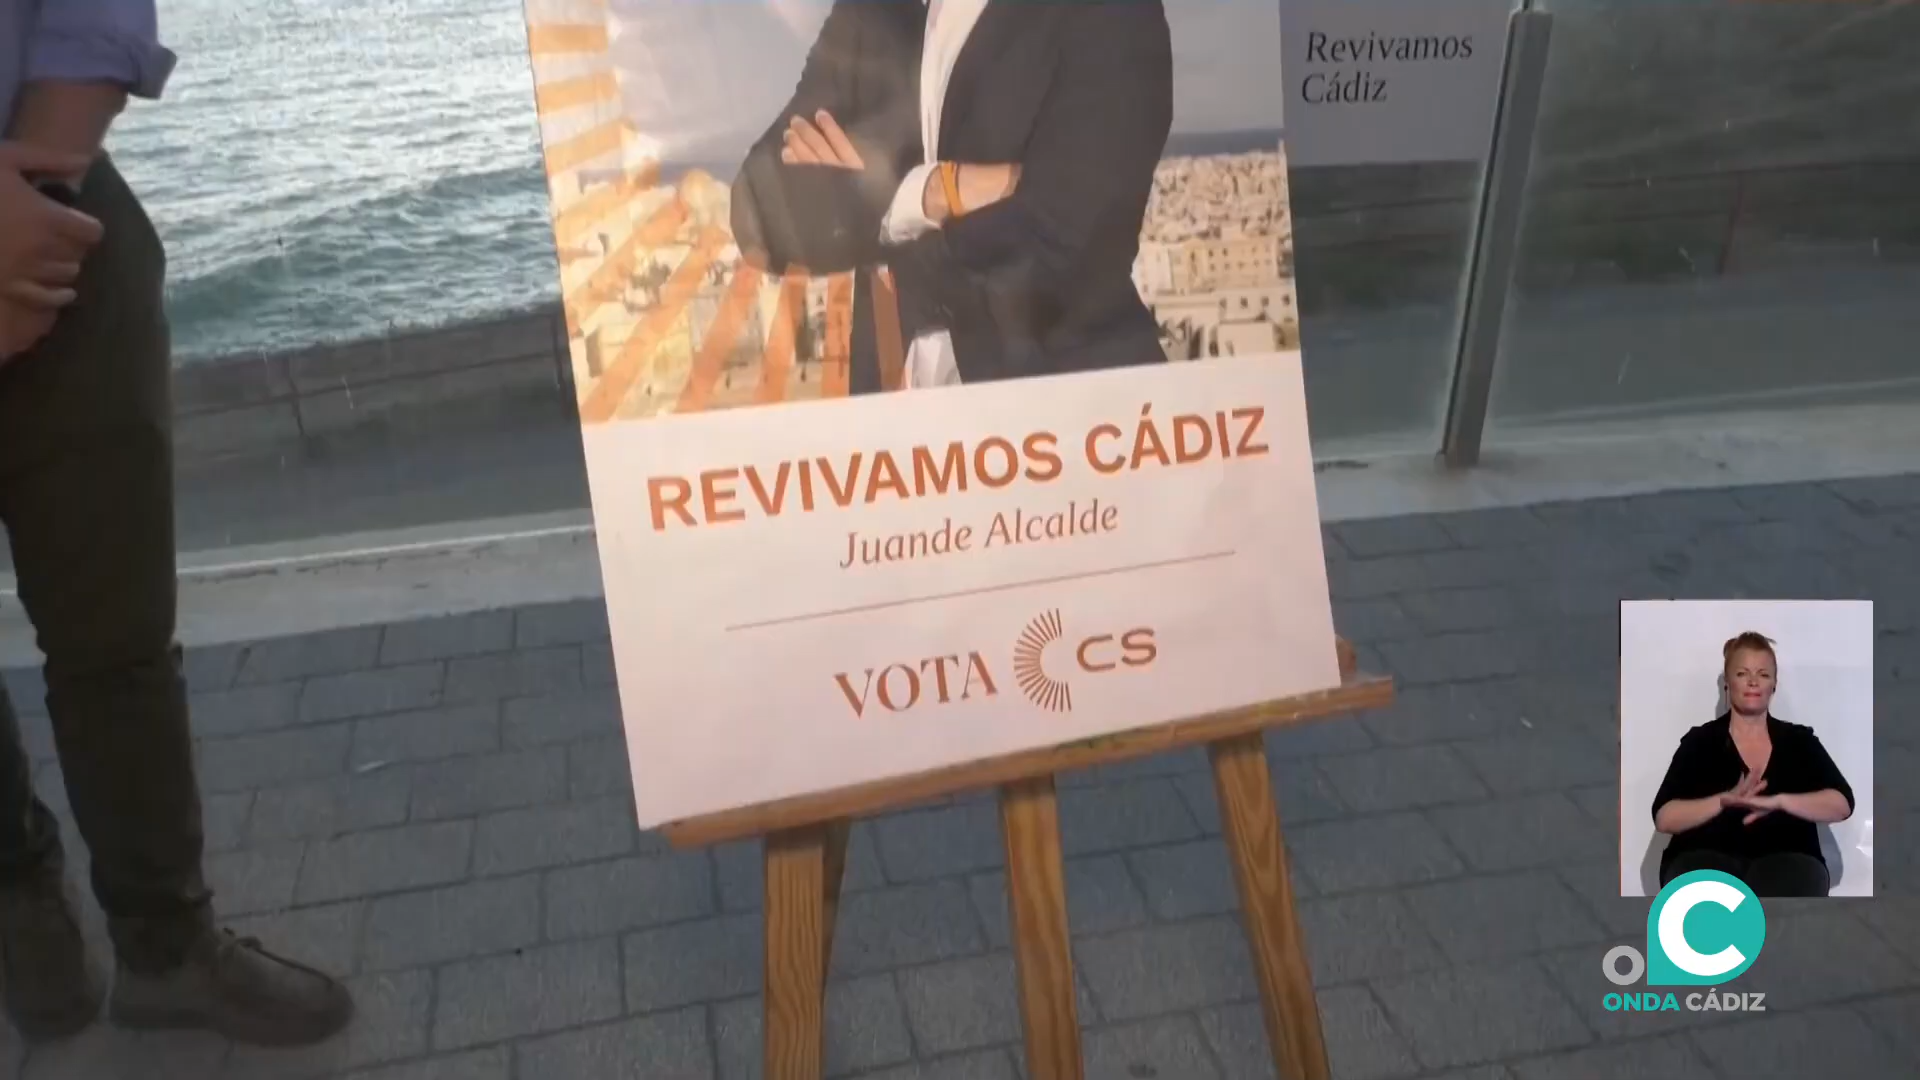 Revivamos
Cádiz
REVIVAMOS CÁDIZ
Juande Alcalde
VOTA CS
ONDA CÁDIZ